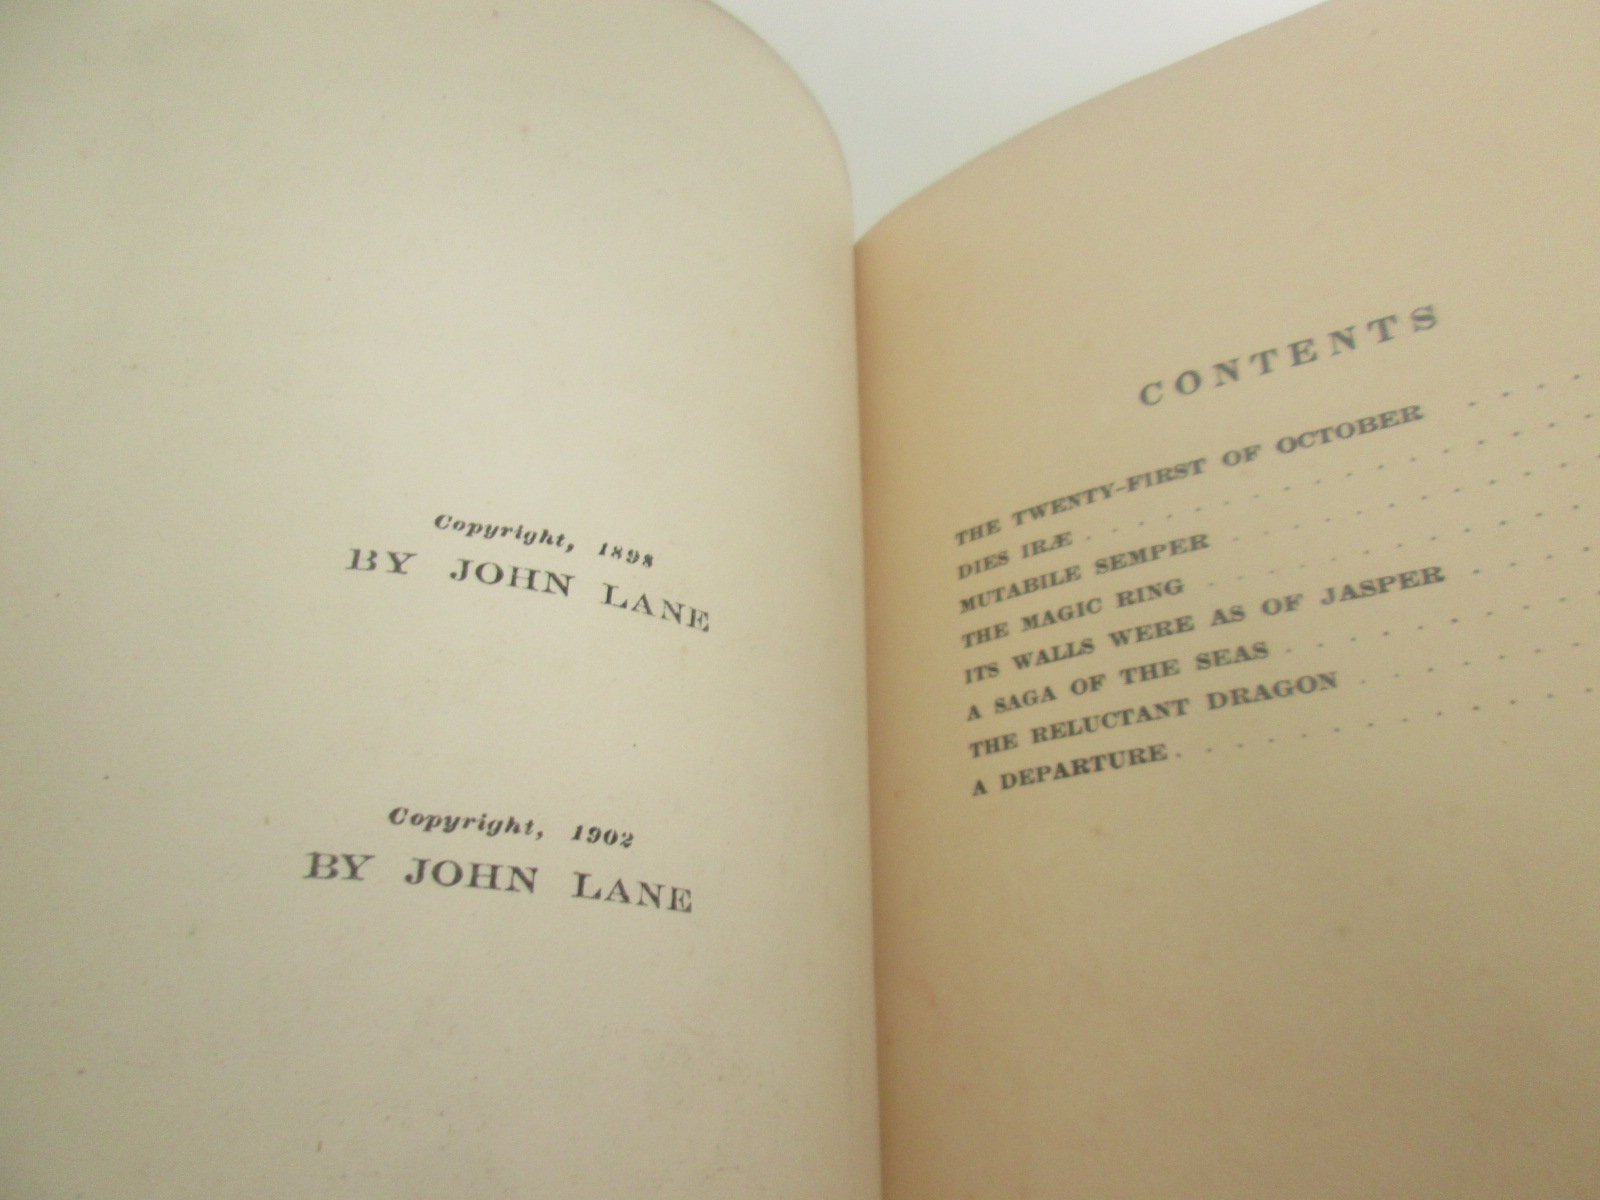 Copyright, 1898
BY JOHN LANE
Copyright, 1902
BY JOHN LANE
CONTENTS
THE TWENTY-FIRST OF OCTOBER . . . .
DIES IRÆ . . . . . . . . . . . . . . .
MUTABILE SEMPER . . . . . . . . . . .
THE MAGIC RING . . . . . . . . . . . .
ITS WALLS WERE AS OF JASPER . . . .
A SAGA OF THE SEAS . . . . . . . . . .
THE RELUCTANT DRAGON . . . . . . .
A DEPARTURE . . . . . . . . . . . . .